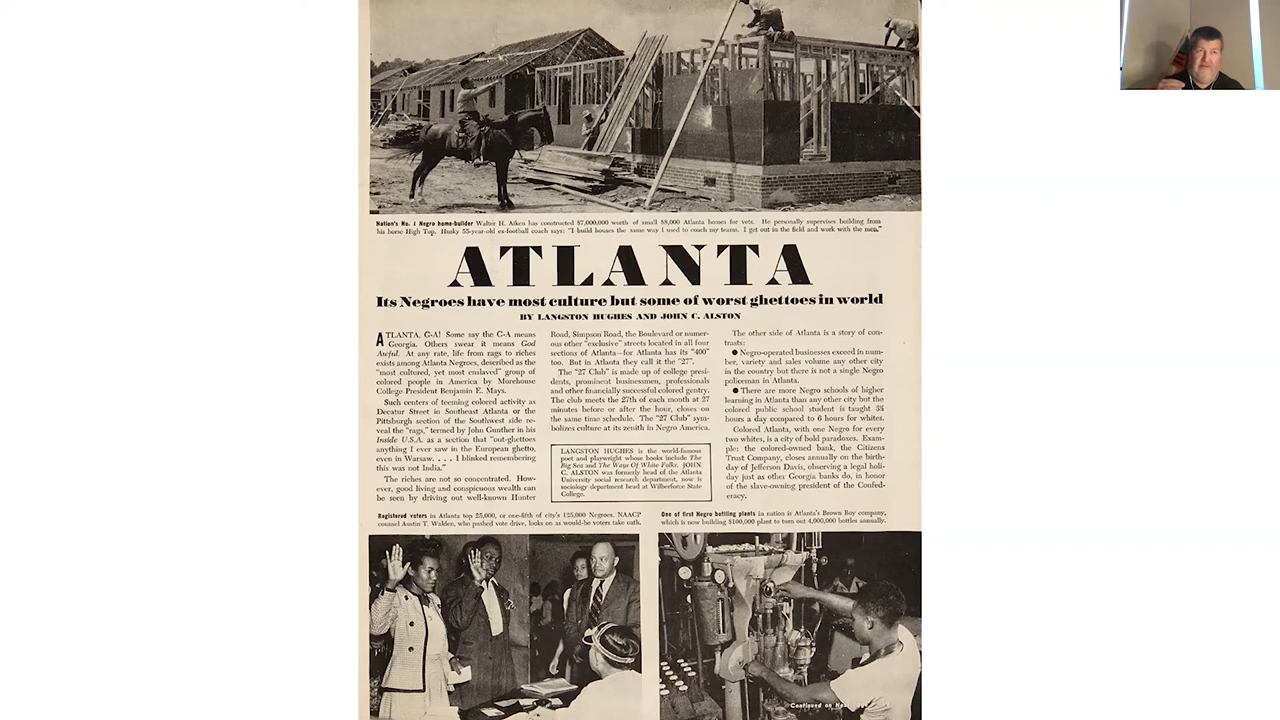 Nation's No. 1 Negro home-builder Walter H. Aiken has constructed $7,000,000 worth of small $8,000 Atlanta homes for vets. He personally supervises building from
his horse High Top. Husky 55-year-old ex-football coach says: "I build houses the same way I used to coach my teams. I get out in the field and work with the men."
ATLANTA
Its Negroes have most culture but some of worst ghettoes in world
BY LANGSTON HUGHES AND JOHN C. ALSTON
ATLANTA, G-A! Some say the G-A means
Georgia. Others swear it means God
Awful. At any rate, life from rags to riches
exists among Atlanta Negroes, described as the
"most cultured, yet most enslaved" group of
colored people in America by Morehouse
College President Benjamin E. Mays.
Such centers of teeming colored activity as
Decatur Street in Southeast Atlanta or the
Pittsburgh section of the Southwest side re-
veal the "rags," termed by John Gunther in his
Inside U.S.A. as a section that "out-ghettoes
anything I ever saw in the European ghetto,
even in Warsaw. . . . I blinked remembering
this was not India."
The riches are not so concentrated. How-
ever, good living and conspicuous wealth can
be seen by driving out well-known Hunter
Road, Simpson Road, the Boulevard or numer-
ous other "exclusive" streets located in all four
sections of Atlanta—for Atlanta has its "400"
too. But in Atlanta they call it the "27".
The "27 Club" is made up of college presi-
dents, prominent businessmen, professionals
and other financially successful colored gentry.
The club meets the 27th of each month at 27
minutes before or after the hour, closes on
the same time schedule. The "27 Club" sym-
bolizes culture at its zenith in Negro America.
LANGSTON HUGHES is the world-famous
poet and playwright whose books include The
Big Sea and The Ways Of White Folks. JOHN
C. ALSTON was formerly head of the Atlanta
University social research department, now is
sociology department head at Wilberforce State
College.
The other side of Atlanta is a story of con-
trasts:
● Negro-operated businesses exceed in num-
ber, variety and sales volume any other city
in the country but there is not a single Negro
policeman in Atlanta.
● There are more Negro schools of higher
learning in Atlanta than any other city but the
colored public school student is taught 3½
hours a day compared to 6 hours for whites.
Colored Atlanta, with one Negro for every
two whites, is a city of bold paradoxes. Exam-
ple: the colored-owned bank, the Citizens
Trust Company, closes annually on the birth-
day of Jefferson Davis, observing a legal holi-
day just as other Georgia banks do, in honor
of the slave-owning president of the Confed-
eracy.
Registered voters in Atlanta top 25,000, or one-fifth of city's 125,000 Negroes. NAACP
counsel Austin T. Walden, who pushed vote drive, looks on as would-be voters take oath.
One of first Negro bottling plants in nation is Atlanta's Brown Boy company,
which is now building $100,000 plant to turn out 4,000,000 bottles annually.
Continued on Next